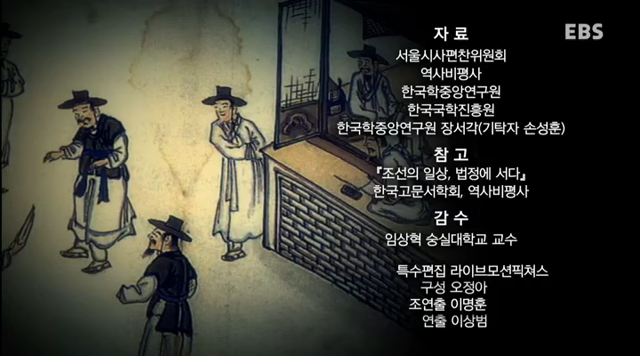 EBS
자 료
서울시사편찬위원회
역사비평사
한국학중앙연구원
한국국학진흥원
한국학중앙연구원 장서각(기탁자 손성훈)
참 고
『조선의 일상, 법정에 서다』
한국고문서학회, 역사비평사
감 수
임상혁 숭실대학교 교수
특수편집 라이브모션픽쳐스
구성 오정아
조연출 이명훈
연출 이상범